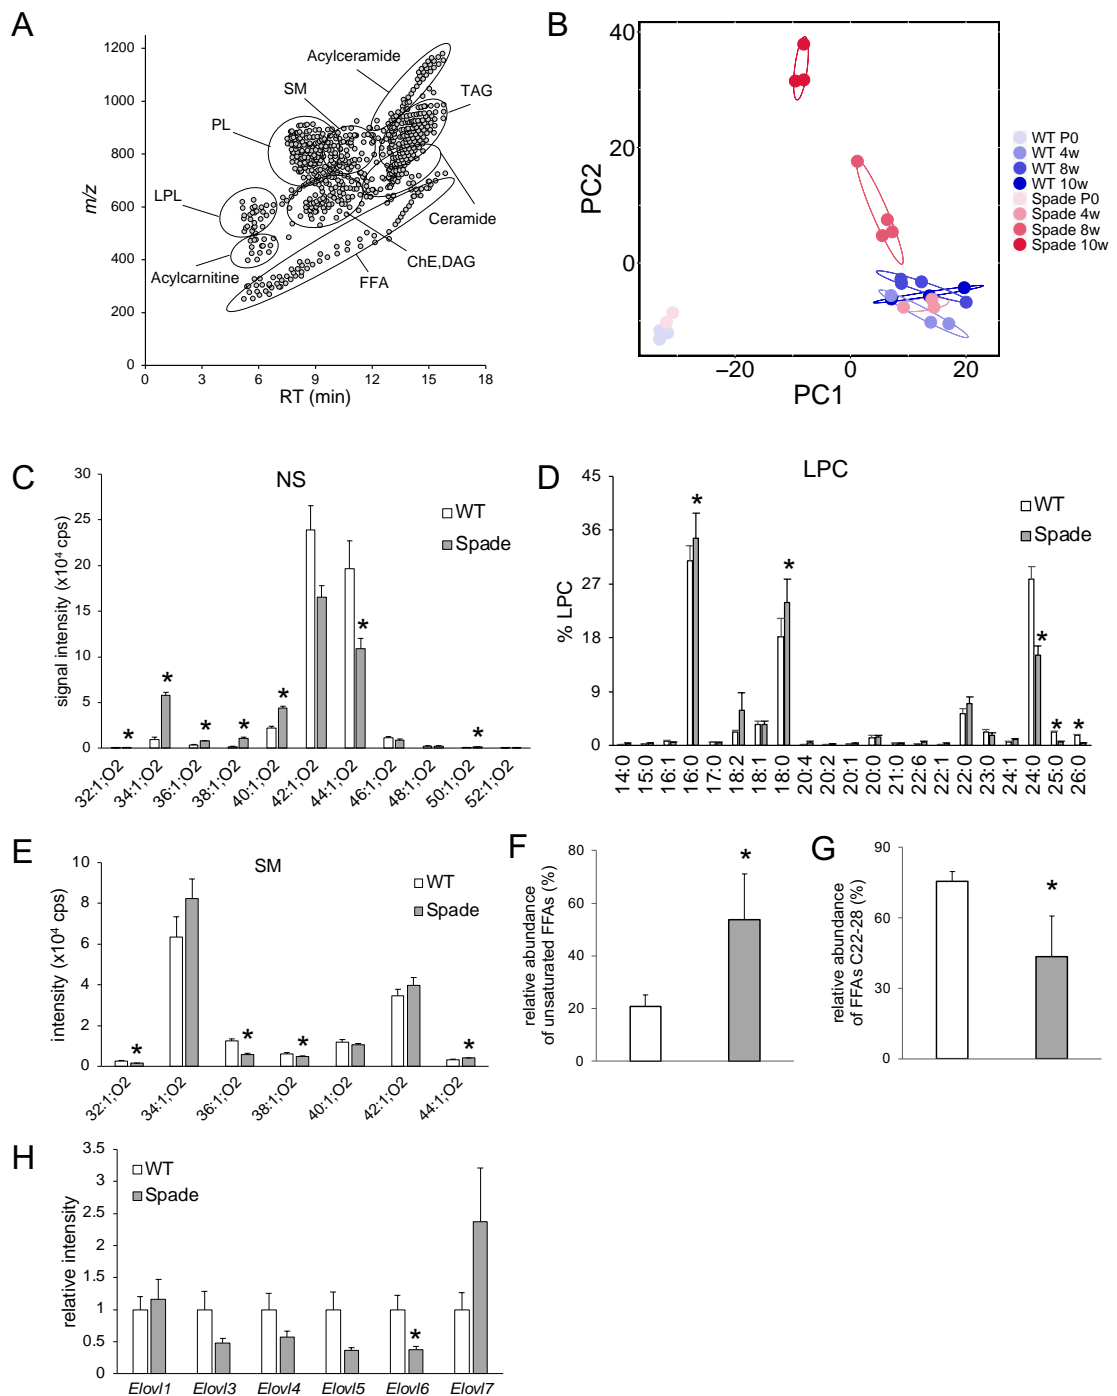 A
m/z
1200
1000
800
600
400
200
0
0 3 6 9 12 15 18
RT (min)
Acylceramide
SM
TAG
PL
LPL
Ceramide
ChE,DAG
Acylcarnitine
FFA
B
PC2
40
20
0
−20 0 20
PC1
WT P0
WT 4w
WT 8w
WT 10w
Spade P0
Spade 4w
Spade 8w
Spade 10w
C
NS
signal intensity (x10⁴ cps)
30
25
20
15
10
5
0
WT
Spade
* * * * * * *
32:1;O2 34:1;O2 36:1;O2 38:1;O2 40:1;O2 42:1;O2 44:1;O2 46:1;O2 48:1;O2 50:1;O2 52:1;O2
D
LPC
% LPC
45
36
27
18
9
0
WT
Spade
* * * * *
14:0 15:0 16:1 16:0 17:0 18:2 18:1 18:0 20:4 20:2 20:1 20:0 21:0 22:6 22:1 22:0 23:0 24:1 24:0 25:0 26:0
E
SM
intensity (x10⁴ cps)
10
8
6
4
2
0
WT
Spade
* * * *
32:1;O2 34:1;O2 36:1;O2 38:1;O2 40:1;O2 42:1;O2 44:1;O2
F
relative abundance
of unsaturated FFAs (%)
80
60
40
20
0
*
G
relative abundance
of FFAs C22-28 (%)
90
60
30
0
*
H
relative intensity
3.5
3
2.5
2
1.5
1
0.5
0
WT
Spade
*
Elovl1 Elovl3 Elovl4 Elovl5 Elovl6 Elovl7